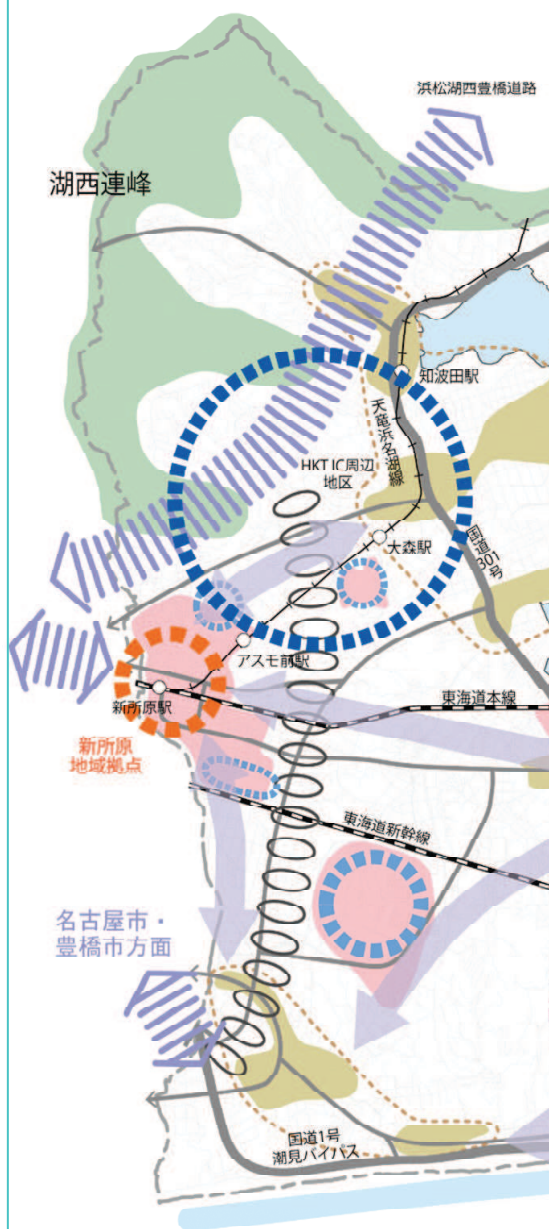 浜松湖西豊橋道路
湖西連峰
知波田駅
天竜浜名湖線
HKT IC周辺
地区
大森駅
国道301号
アスモ前駅
新所原駅
東海道本線
新所原
地域拠点
東海道新幹線
名古屋市・
豊橋市方面
国道1号
潮見バイパス